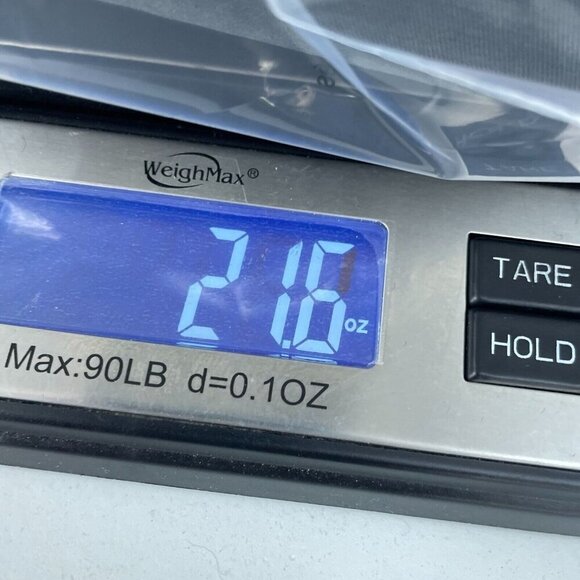 WeighMax®
21.6 oz
TARE
HOLD
Max:90LB d=0.1OZ